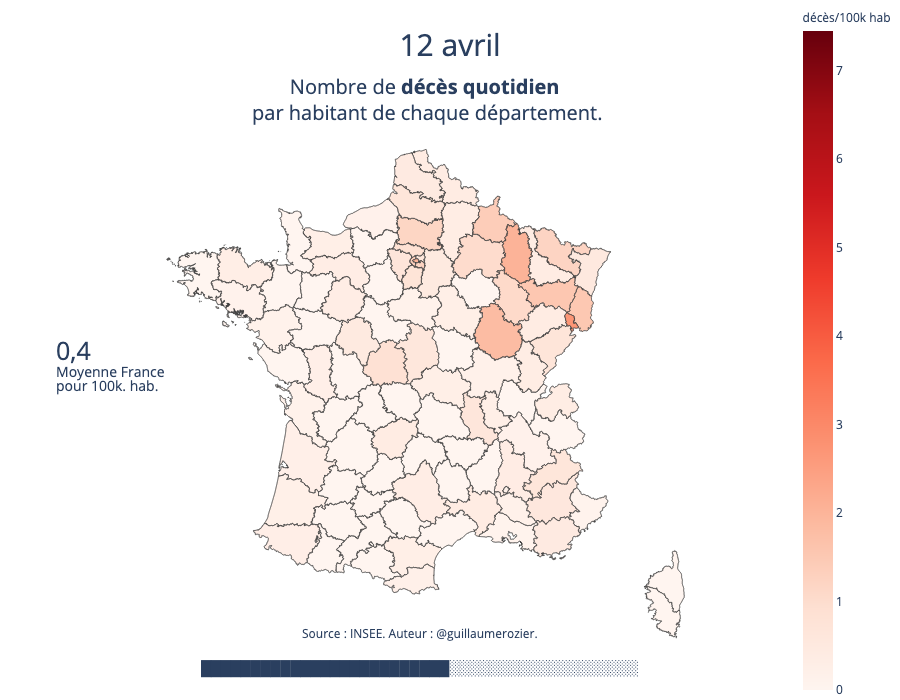 décès/100k hab
12 avril
Nombre de décès quotidien
par habitant de chaque département.
7
6
5
4
3
2
1
0
0,4
Moyenne France
pour 100k. hab.
Source : INSEE. Auteur : @guillaumerozier.